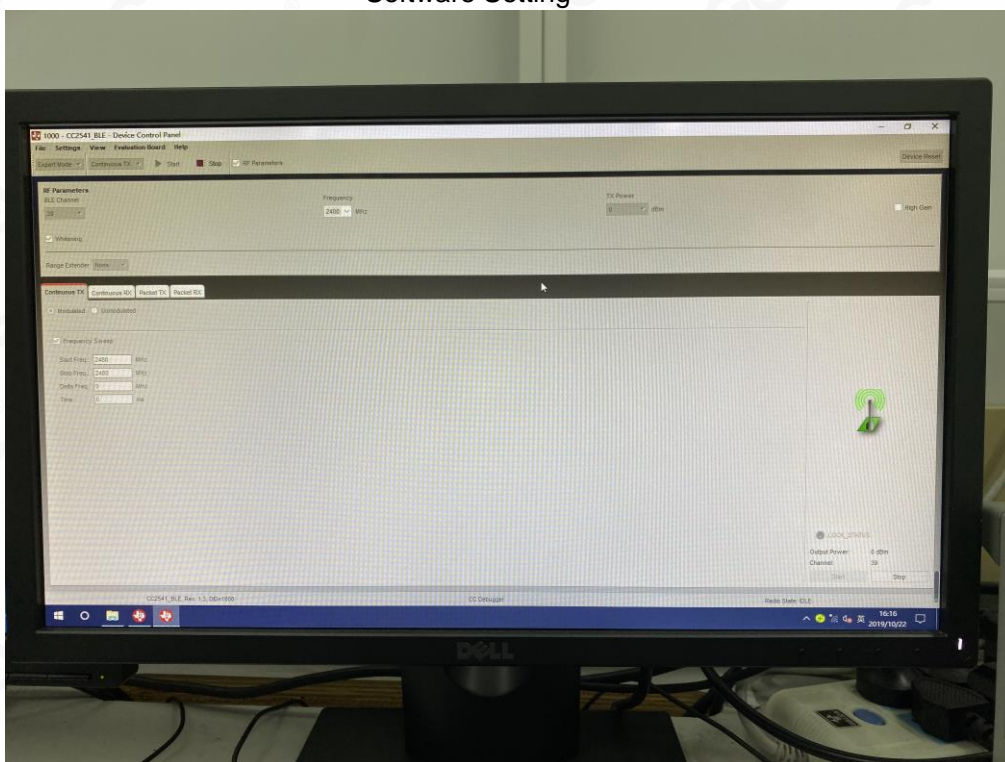 Software Setting
1000 - CC2541_BLE - Device Control Panel
File Settings View Evaluation Board Help
Expert Mode Continuous TX Start Stop RF Parameters Device Reset
RF Parameters
BLE Channel Frequency TX Power
39 2480 MHz 0 dBm High Gain
Whitening
Range Extender None
Continuous TX Continuous RX Packet TX Packet RX
Modulated Unmodulated
Frequency Sweep
Start Freq. 2480 MHz
Stop Freq. 2480 MHz
Delta Freq. 0 MHz
Time
LOCK_STATUS
Output Power: 0 dBm
Channel: 39
Start Stop
CC2541_BLE, Rev. 1.3, DID=1000 CC Debugger Radio State: IDLE
英 16:16
2019/10/22
DELL